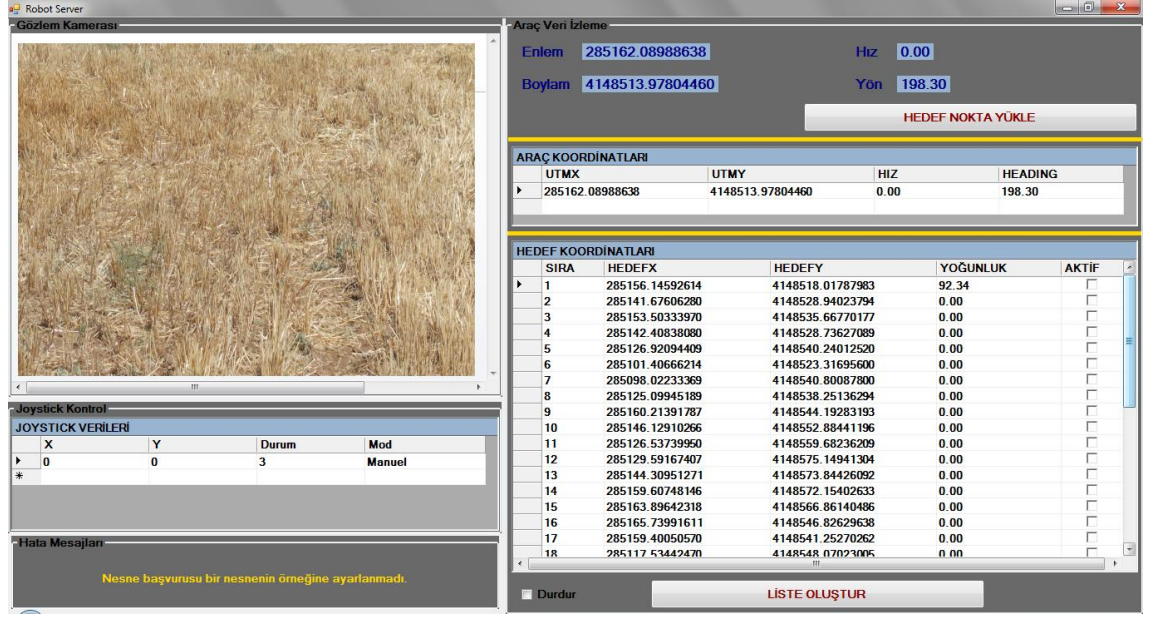 Robot Server
Gözlem Kamerası
Araç Veri İzleme
Enlem 285162.08988638 Hız 0.00
Boylam 4148513.97804460 Yön 198.30
HEDEF NOKTA YÜKLE
ARAÇ KOORDİNATLARI
UTMX UTMY HIZ HEADING
285162.08988638 4148513.97804460 0.00 198.30
HEDEF KOORDİNATLARI
SIRA HEDEFX HEDEFY YOĞUNLUK AKTİF
1 285156.14592614 4148518.01787983 92.34
2 285141.67606280 4148528.94023794 0.00
3 285153.50333970 4148535.66770177 0.00
4 285142.40838080 4148528.73627089 0.00
5 285126.92094409 4148540.24012520 0.00
6 285101.40666214 4148523.31695600 0.00
7 285098.02233369 4148540.80087800 0.00
8 285125.09945189 4148538.25136294 0.00
9 285160.21391787 4148544.19283193 0.00
10 285146.12910266 4148552.88441196 0.00
11 285126.53739950 4148559.68236209 0.00
12 285129.59167407 4148575.14941304 0.00
13 285144.30951271 4148573.84426092 0.00
14 285159.60748146 4148572.15402633 0.00
15 285163.89642318 4148566.86140486 0.00
16 285165.73991611 4148546.82629638 0.00
17 285159.40050570 4148541.25270262 0.00
18 285117.53442470 4148548.07023005 0.00
Durdur
LİSTE OLUŞTUR
Joystick Kontrol
JOYSTICK VERİLERİ
X Y Durum Mod
0 0 3 Manuel
Hata Mesajları
Nesne başvurusu bir nesnenin örneğine ayarlanmadı.